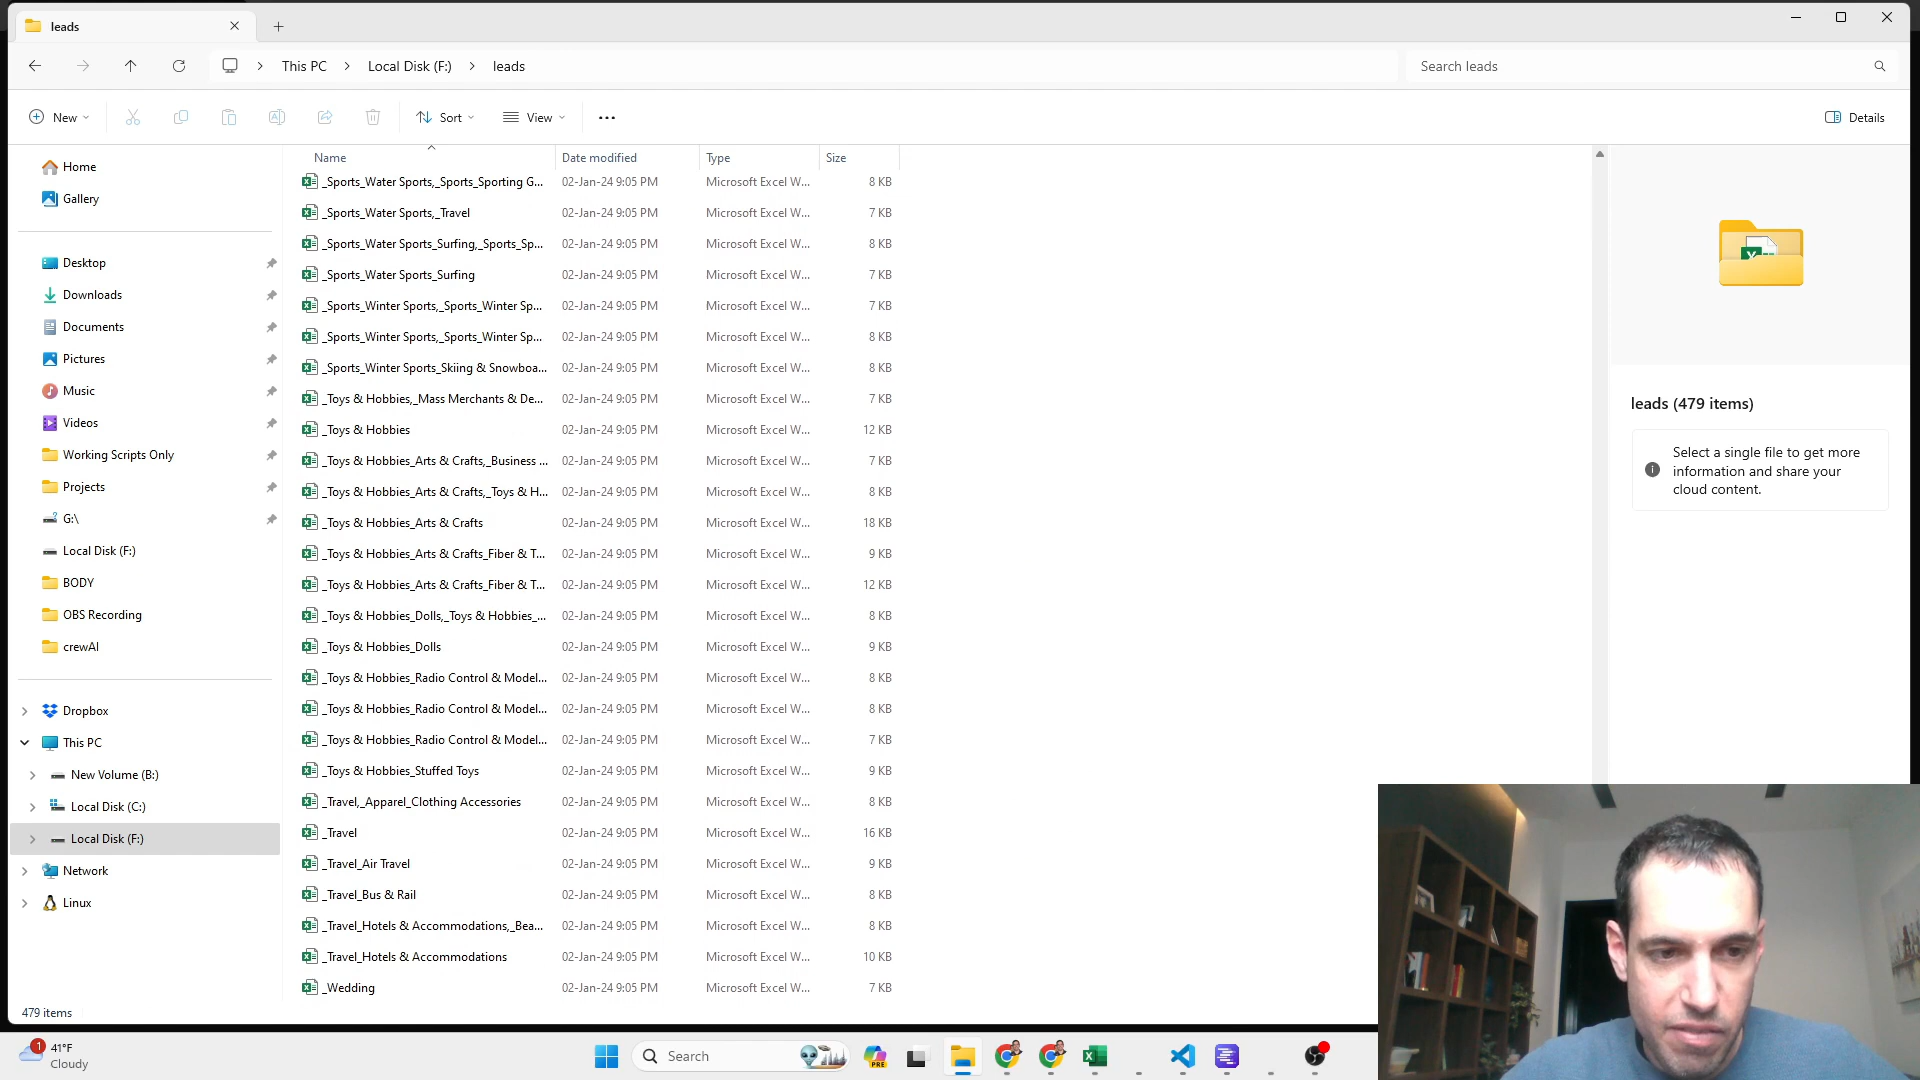 leads
This PC
Local Disk (F:)
leads
Search leads
New
Sort
View
Details
Home
Gallery
Desktop
Downloads
Documents
Pictures
Music
Videos
Working Scripts Only
Projects
G:\
Local Disk (F:)
BODY
OBS Recording
crewAI
Dropbox
This PC
New Volume (B:)
Local Disk (C:)
Local Disk (F:)
Network
Linux
Name Date modified Type Size
_Sports_Water Sports,_Sports_Sporting G... 02-Jan-24 9:05 PM Microsoft Excel W... 8 KB
_Sports_Water Sports,_Travel 02-Jan-24 9:05 PM Microsoft Excel W... 7 KB
_Sports_Water Sports_Surfing,_Sports_Sp... 02-Jan-24 9:05 PM Microsoft Excel W... 8 KB
_Sports_Water Sports_Surfing 02-Jan-24 9:05 PM Microsoft Excel W... 7 KB
_Sports_Winter Sports,_Sports_Winter Sp... 02-Jan-24 9:05 PM Microsoft Excel W... 7 KB
_Sports_Winter Sports,_Sports_Winter Sp... 02-Jan-24 9:05 PM Microsoft Excel W... 8 KB
_Sports_Winter Sports_Skiing & Snowboa... 02-Jan-24 9:05 PM Microsoft Excel W... 8 KB
_Toys & Hobbies,_Mass Merchants & De... 02-Jan-24 9:05 PM Microsoft Excel W... 7 KB
_Toys & Hobbies 02-Jan-24 9:05 PM Microsoft Excel W... 12 KB
_Toys & Hobbies_Arts & Crafts,_Business ... 02-Jan-24 9:05 PM Microsoft Excel W... 7 KB
_Toys & Hobbies_Arts & Crafts,_Toys & H... 02-Jan-24 9:05 PM Microsoft Excel W... 8 KB
_Toys & Hobbies_Arts & Crafts 02-Jan-24 9:05 PM Microsoft Excel W... 18 KB
_Toys & Hobbies_Arts & Crafts_Fiber & T... 02-Jan-24 9:05 PM Microsoft Excel W... 9 KB
_Toys & Hobbies_Arts & Crafts_Fiber & T... 02-Jan-24 9:05 PM Microsoft Excel W... 12 KB
_Toys & Hobbies_Dolls,_Toys & Hobbies_... 02-Jan-24 9:05 PM Microsoft Excel W... 8 KB
_Toys & Hobbies_Dolls 02-Jan-24 9:05 PM Microsoft Excel W... 9 KB
_Toys & Hobbies_Radio Control & Model... 02-Jan-24 9:05 PM Microsoft Excel W... 8 KB
_Toys & Hobbies_Radio Control & Model... 02-Jan-24 9:05 PM Microsoft Excel W... 8 KB
_Toys & Hobbies_Radio Control & Model... 02-Jan-24 9:05 PM Microsoft Excel W... 7 KB
_Toys & Hobbies_Stuffed Toys 02-Jan-24 9:05 PM Microsoft Excel W... 9 KB
_Travel,_Apparel_Clothing Accessories 02-Jan-24 9:05 PM Microsoft Excel W... 8 KB
_Travel 02-Jan-24 9:05 PM Microsoft Excel W... 16 KB
_Travel_Air Travel 02-Jan-24 9:05 PM Microsoft Excel W... 9 KB
_Travel_Bus & Rail 02-Jan-24 9:05 PM Microsoft Excel W... 8 KB
_Travel_Hotels & Accommodations,_Bea... 02-Jan-24 9:05 PM Microsoft Excel W... 8 KB
_Travel_Hotels & Accommodations 02-Jan-24 9:05 PM Microsoft Excel W... 10 KB
_Wedding 02-Jan-24 9:05 PM Microsoft Excel W... 7 KB
leads (479 items)
Select a single file to get more
information and share your
cloud content.
479 items
1
41°F
Cloudy
Search
PRE